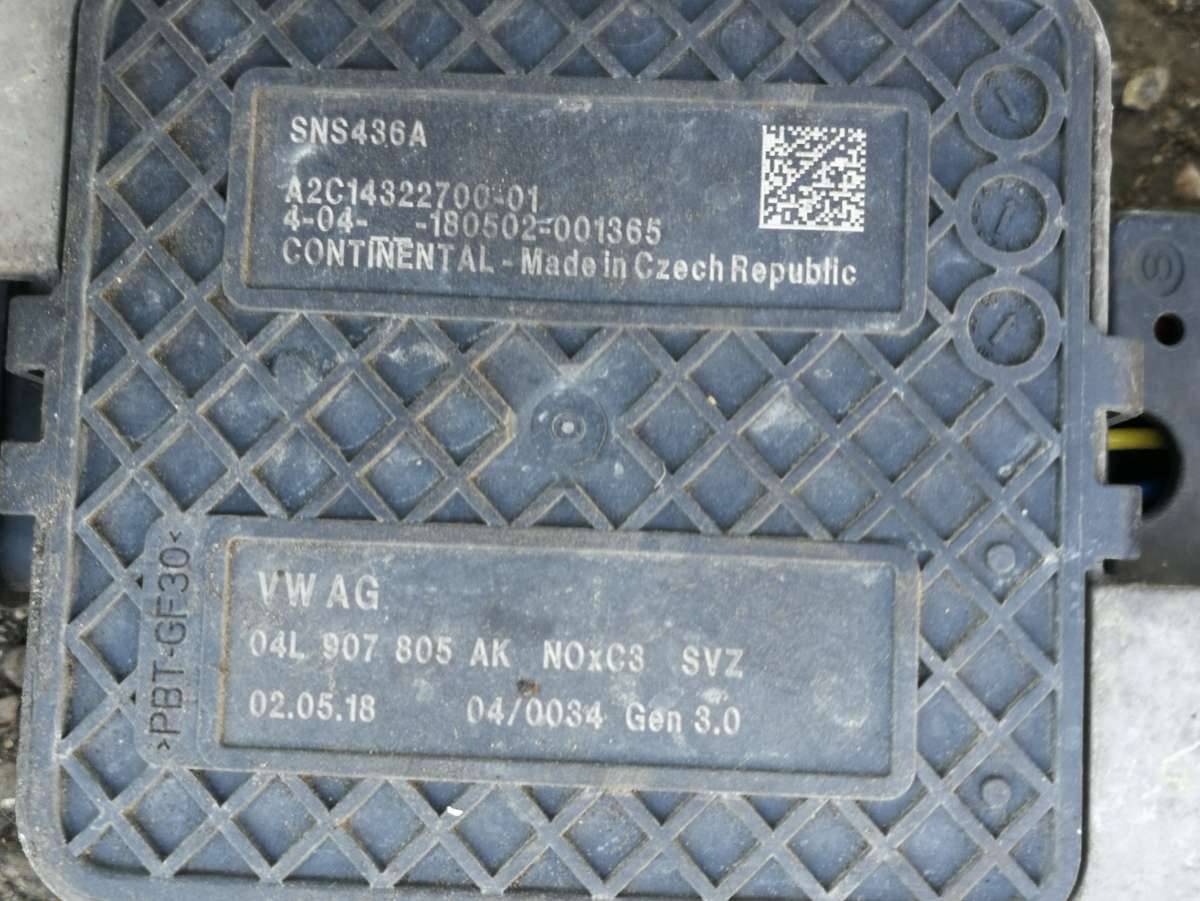 SNS436A
A2C14322700-01
4-04-__-180502-001365
CONTINENTAL - Made in Czech Republic
>PBT-GF30<
VW AG
04L 907 805 AK NOxC3 SVZ
02.05.18 04/0034 Gen 3.0